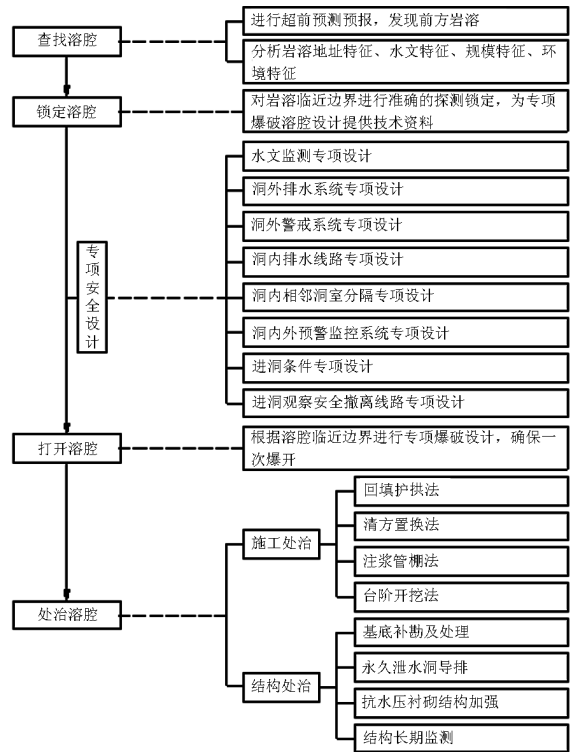 查找溶腔
进行超前预测预报，发现前方岩溶
分析岩溶地址特征、水文特征、规模特征、环
境特征
锁定溶腔
对岩溶临近边界进行准确的探测锁定，为专项
爆破溶腔设计提供技术资料
专项安全设计
水文监测专项设计
洞外排水系统专项设计
洞外警戒系统专项设计
洞内排水线路专项设计
洞内相邻洞室分隔专项设计
洞内外预警监控系统专项设计
进洞条件专项设计
进洞观察安全撤离线路专项设计
打开溶腔
根据溶腔临近边界进行专项爆破设计，确保一
次爆开
处治溶腔
施工处治
回填护拱法
清方置换法
注浆管棚法
台阶开挖法
结构处治
基底补勘及处理
永久泄水洞导排
抗水压衬砌结构加强
结构长期监测